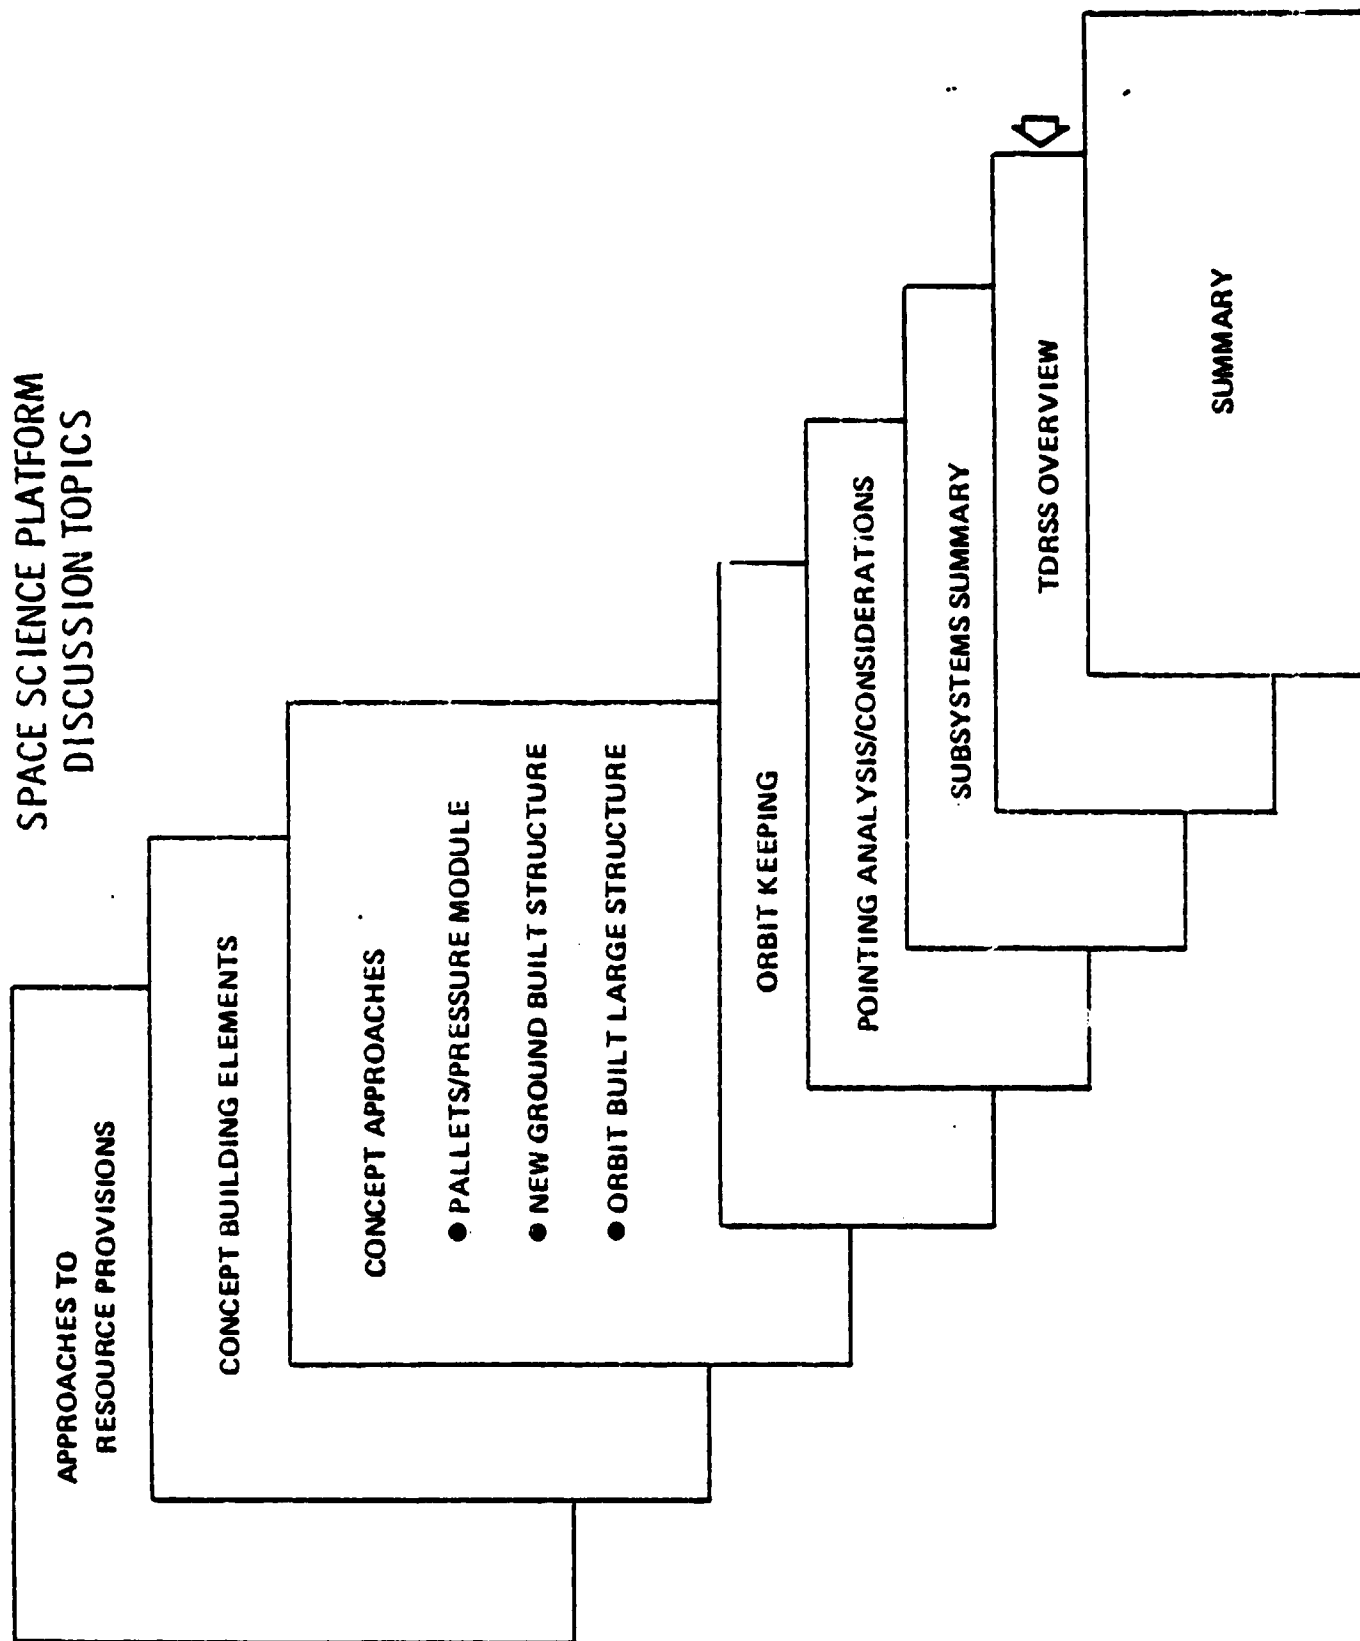 SPACE SCIENCE PLATFORM
DISCUSSION TOPICS
APPROACHES TO
RESOURCE PROVISIONS
CONCEPT BUILDING ELEMENTS
CONCEPT APPROACHES
● PALLETS/PRESSURE MODULE
● NEW GROUND BUILT STRUCTURE
● ORBIT BUILT LARGE STRUCTURE
ORBIT KEEPING
POINTING ANALYSIS/CONSIDERATIONS
SUBSYSTEMS SUMMARY
TDRSS OVERVIEW
SUMMARY